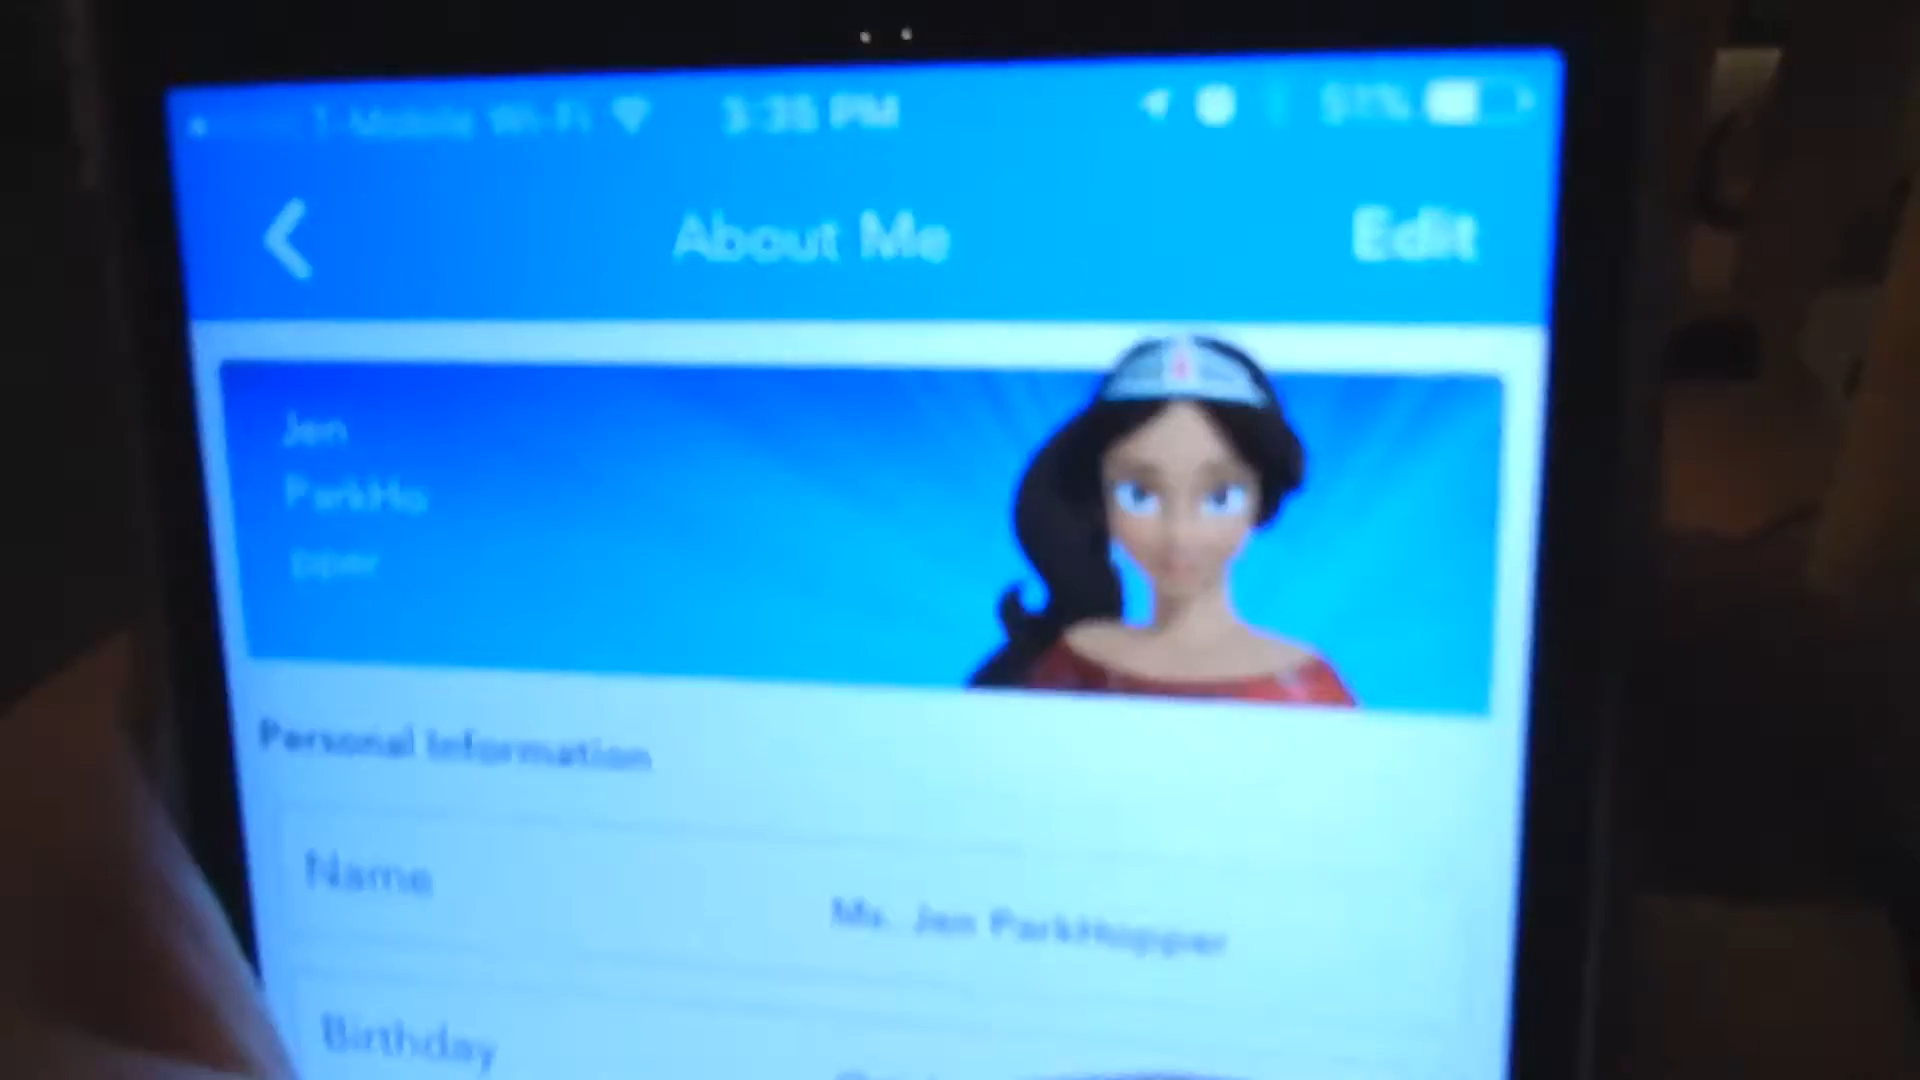 T-Mobile Wi-Fi 3:35 PM 51%
About Me Edit
Jen
ParkHo
pper
Personal Information
Name Ms. Jen ParkHopper
Birthday